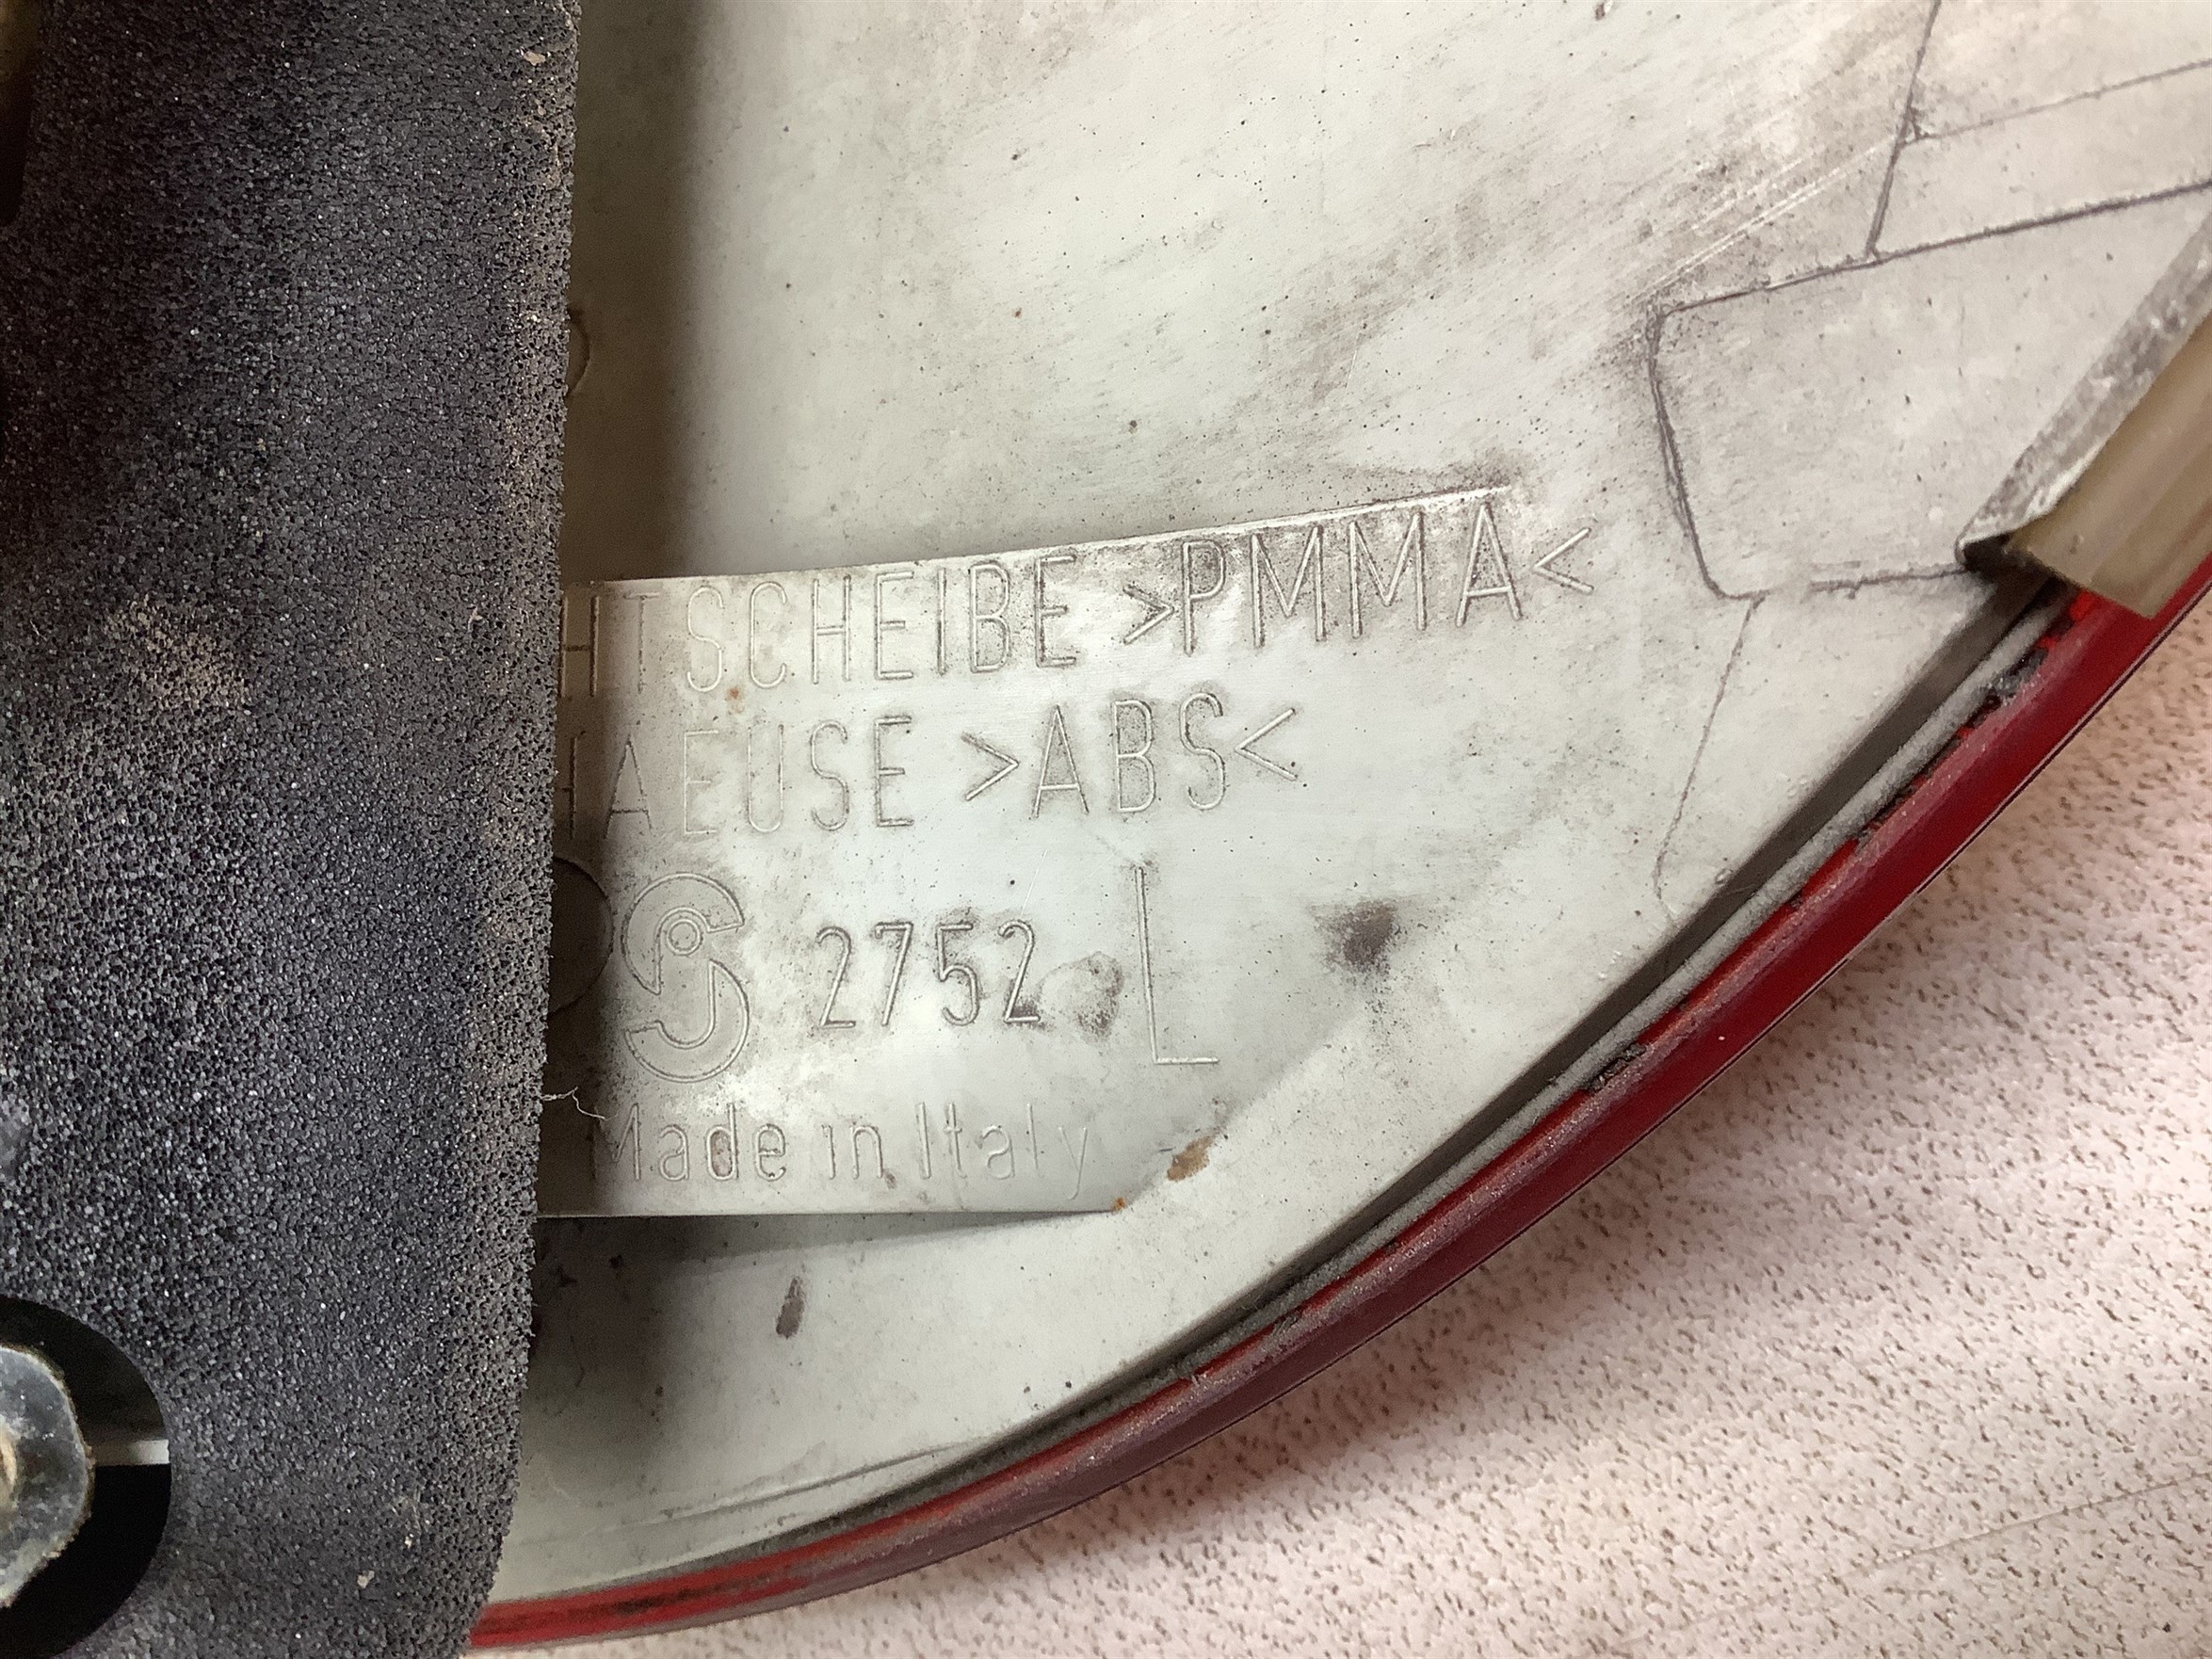 HTSCHEIBE >PMMA<
HAEUSE >ABS<
2752 L
Made in Italy